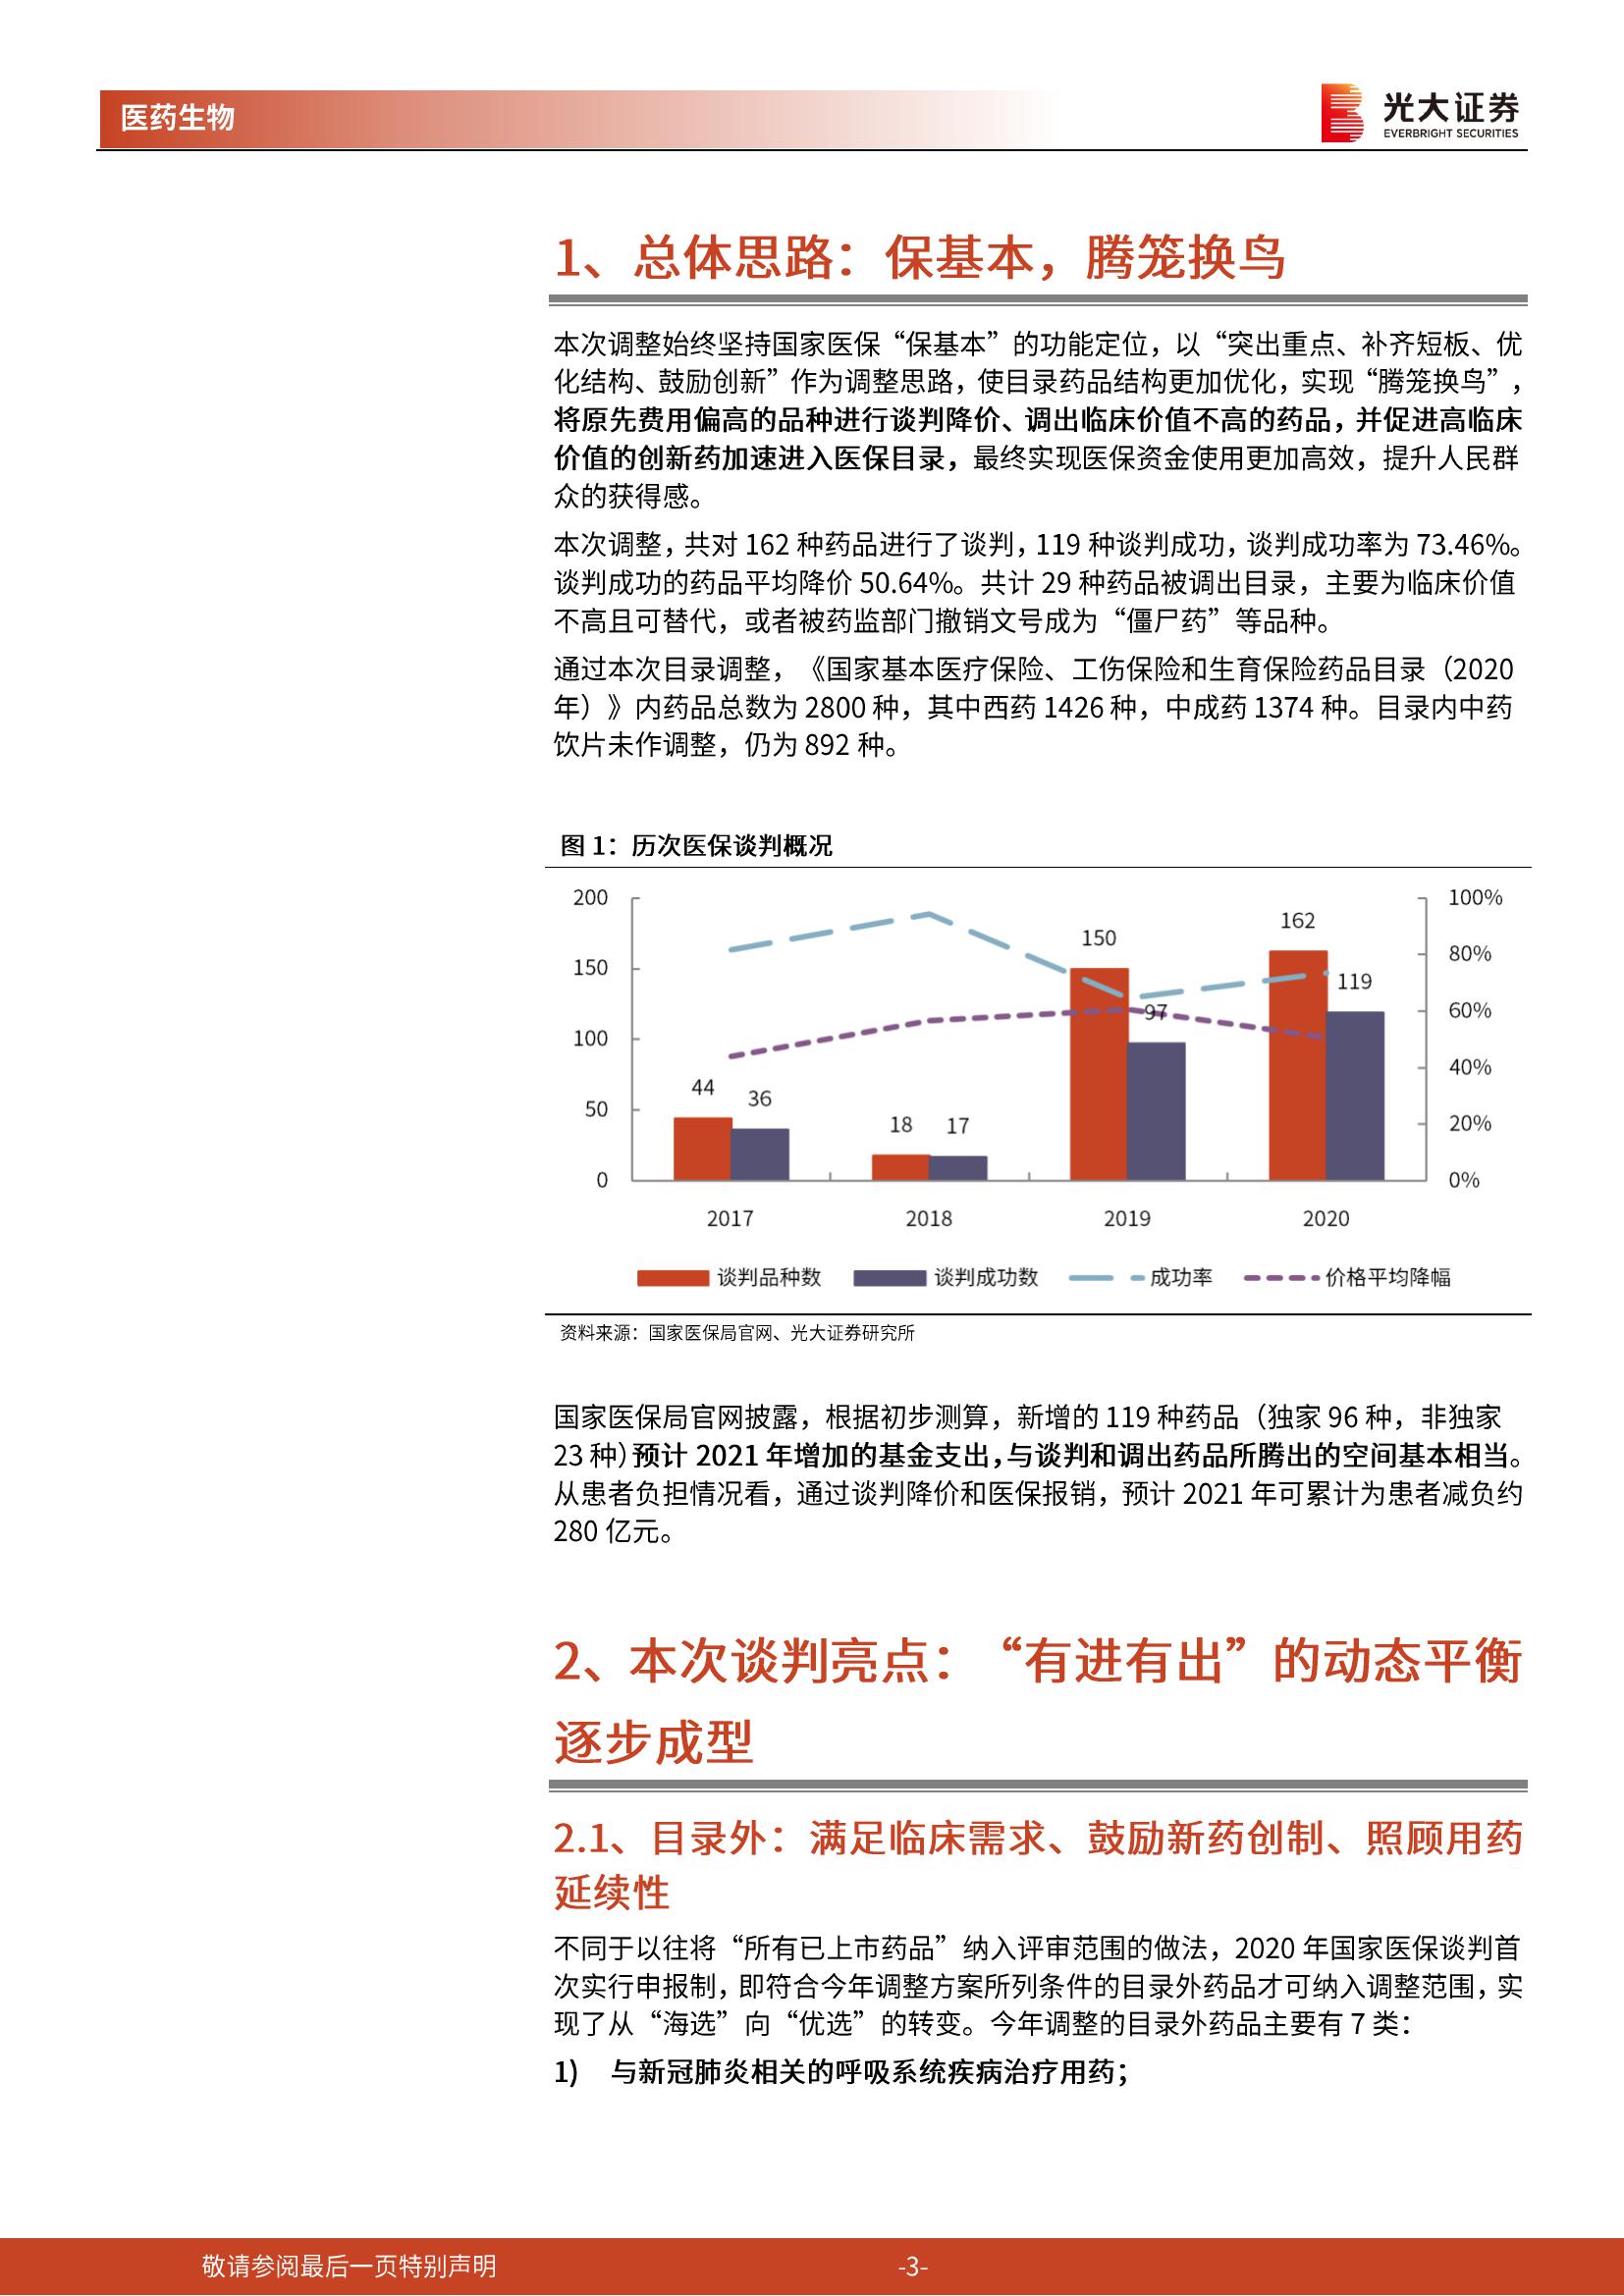 医药生物
光大证券
EVERBRIGHT SECURITIES
1、总体思路：保基本，腾笼换鸟
本次调整始终坚持国家医保“保基本”的功能定位，以“突出重点、补齐短板、优
化结构、鼓励创新”作为调整思路，使目录药品结构更加优化，实现“腾笼换鸟”，
将原先费用偏高的品种进行谈判降价、调出临床价值不高的药品，并促进高临床
价值的创新药加速进入医保目录，最终实现医保资金使用更加高效，提升人民群
众的获得感。
本次调整，共对 162 种药品进行了谈判，119 种谈判成功，谈判成功率为 73.46%。
谈判成功的药品平均降价 50.64%。共计 29 种药品被调出目录，主要为临床价值
不高且可替代，或者被药监部门撤销文号成为“僵尸药”等品种。
通过本次目录调整，《国家基本医疗保险、工伤保险和生育保险药品目录（2020
年）》内药品总数为 2800 种，其中西药 1426 种，中成药 1374 种。目录内中药
饮片未作调整，仍为 892 种。
图 1：历次医保谈判概况
200
150
100
50
0
100%
80%
60%
40%
20%
0%
44
36
18
17
150
97
162
119
2017
2018
2019
2020
谈判品种数
谈判成功数
成功率
价格平均降幅
资料来源：国家医保局官网、光大证券研究所
国家医保局官网披露，根据初步测算，新增的 119 种药品（独家 96 种，非独家
23 种）预计 2021 年增加的基金支出，与谈判和调出药品所腾出的空间基本相当。
从患者负担情况看，通过谈判降价和医保报销，预计 2021 年可累计为患者减负约
280 亿元。
2、本次谈判亮点：“有进有出”的动态平衡
逐步成型
2.1、目录外：满足临床需求、鼓励新药创制、照顾用药
延续性
不同于以往将“所有已上市药品”纳入评审范围的做法，2020 年国家医保谈判首
次实行申报制，即符合今年调整方案所列条件的目录外药品才可纳入调整范围，实
现了从“海选”向“优选”的转变。今年调整的目录外药品主要有 7 类：
1) 与新冠肺炎相关的呼吸系统疾病治疗用药；
敬请参阅最后一页特别声明
-3-